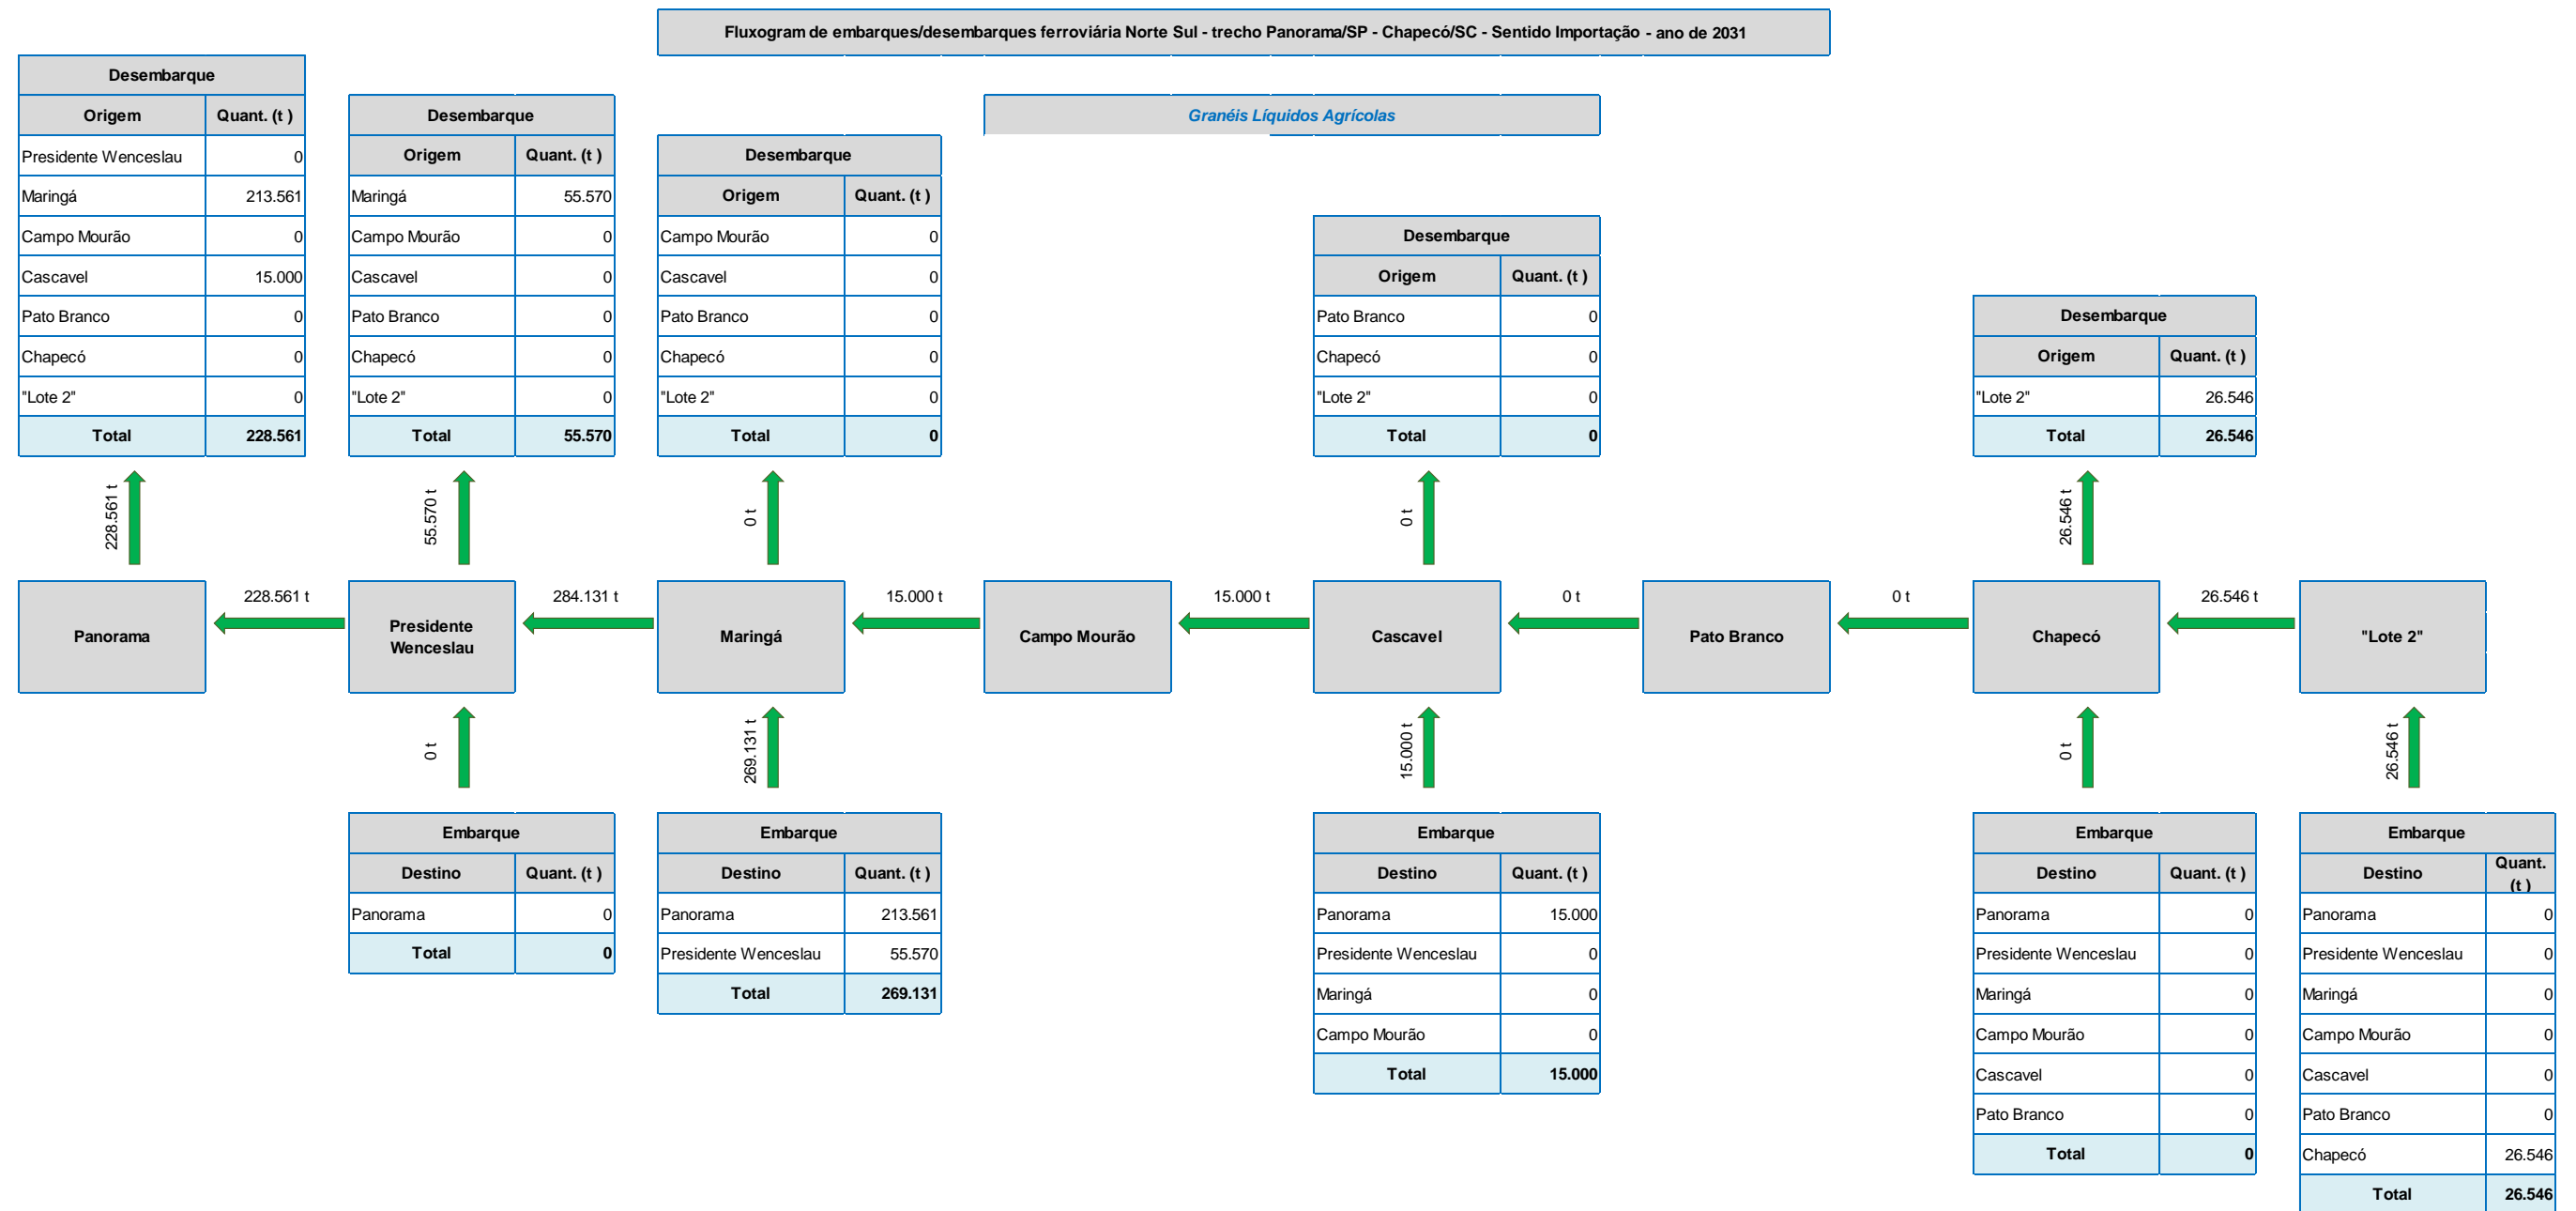 Fluxogram de embarques/desembarques ferroviária Norte Sul - trecho Panorama/SP - Chapecó/SC - Sentido Importação - ano de 2031
Granéis Líquidos Agrícolas
Desembarque
Origem Quant. (t )
Presidente Wenceslau 0
Maringá 213.561
Campo Mourão 0
Cascavel 15.000
Pato Branco 0
Chapecó 0
"Lote 2" 0
Total 228.561
Desembarque
Origem Quant. (t )
Maringá 55.570
Campo Mourão 0
Cascavel 0
Pato Branco 0
Chapecó 0
"Lote 2" 0
Total 55.570
Desembarque
Origem Quant. (t )
Campo Mourão 0
Cascavel 0
Pato Branco 0
Chapecó 0
"Lote 2" 0
Total 0
Desembarque
Origem Quant. (t )
Pato Branco 0
Chapecó 0
"Lote 2" 0
Total 0
Desembarque
Origem Quant. (t )
"Lote 2" 26.546
Total 26.546
228.561 t
55.570 t
0 t
0 t
26.546 t
228.561 t
284.131 t
15.000 t
15.000 t
0 t
0 t
26.546 t
Panorama
Presidente
Wenceslau
Maringá
Campo Mourão
Cascavel
Pato Branco
Chapecó
"Lote 2"
0 t
269.131 t
15.000 t
0 t
26.546 t
Embarque
Destino Quant. (t )
Panorama 0
Total 0
Embarque
Destino Quant. (t )
Panorama 213.561
Presidente Wenceslau 55.570
Total 269.131
Embarque
Destino Quant. (t )
Panorama 15.000
Presidente Wenceslau 0
Maringá 0
Campo Mourão 0
Total 15.000
Embarque
Destino Quant. (t )
Panorama 0
Presidente Wenceslau 0
Maringá 0
Campo Mourão 0
Cascavel 0
Pato Branco 0
Total 0
Embarque
Destino Quant. (t )
Panorama 0
Presidente Wenceslau 0
Maringá 0
Campo Mourão 0
Cascavel 0
Pato Branco 0
Chapecó 26.546
Total 26.546